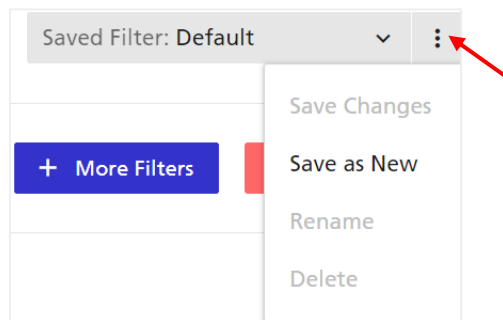 Saved Filter: Default
Save Changes
+ More Filters
Save as New
Rename
Delete